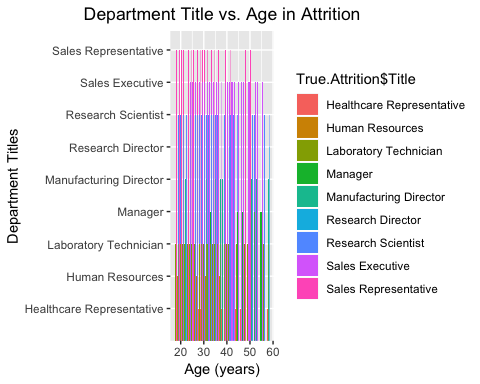 Department Title vs. Age in Attrition
Department Titles
Sales Representative
Sales Executive
Research Scientist
Research Director
Manufacturing Director
Manager
Laboratory Technician
Human Resources
Healthcare Representative
20 30 40 50 60
Age (years)
True.Attrition$Title
Healthcare Representative
Human Resources
Laboratory Technician
Manager
Manufacturing Director
Research Director
Research Scientist
Sales Executive
Sales Representative